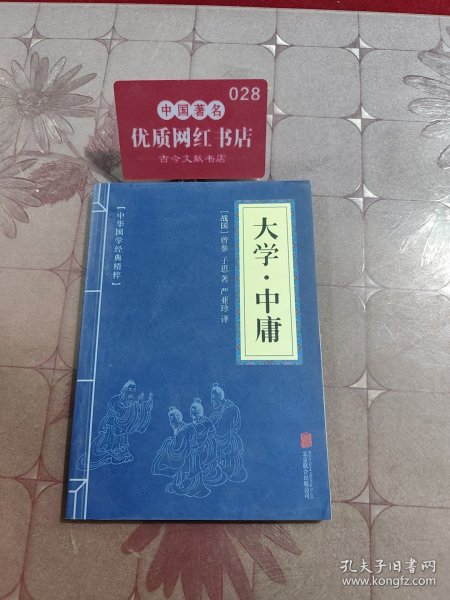 028
中国著名
优质网红书店
古今文献书店
大学·中庸
[战国]曾参 子思 著 严亚珍 译
【中华国学经典精粹】
北京联合出版公司
孔夫子旧书网
www.kongfz.com